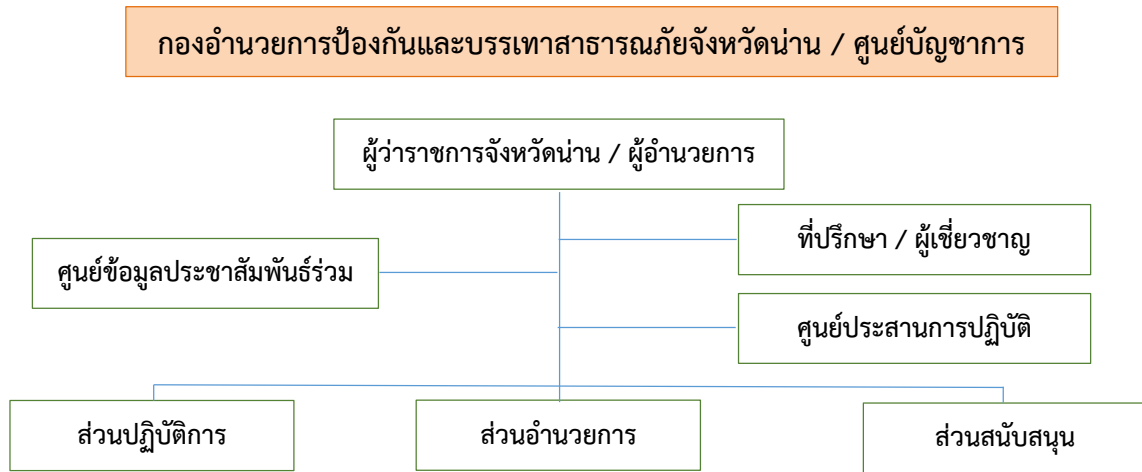 กองอำนวยการป้องกันและบรรเทาสาธารณภัยจังหวัดน่าน / ศูนย์บัญชาการ
ผู้ว่าราชการจังหวัดน่าน / ผู้อำนวยการ
ที่ปรึกษา / ผู้เชี่ยวชาญ
ศูนย์ข้อมูลประชาสัมพันธ์ร่วม
ศูนย์ประสานการปฏิบัติ
ส่วนปฏิบัติการ
ส่วนอำนวยการ
ส่วนสนับสนุน